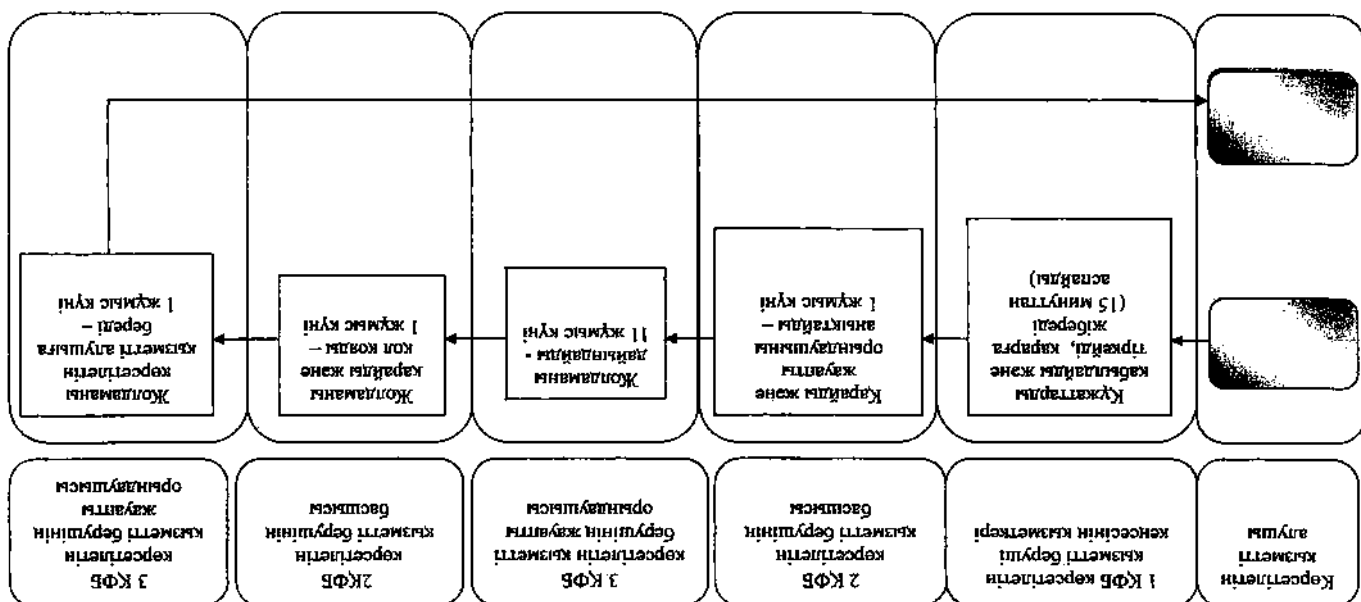 Көрсетілетін
қызметті
алушы
1 ҚФБ көрсетілетін
қызметті беруші
кеңсесінің қызметкері
2 ҚФБ
көрсетілетін
қызметті берушінің
басшысы
3 ҚФБ
көрсетілетін қызметті
берушінің жауапты
орындаушысы
2ҚФБ
көрсетілетін
қызметті берушінің
басшысы
3 ҚФБ
көрсетілетін
қызметті берушінің
жауапты
орындаушысы
Құжаттарды
қабылдайды және
тіркейді, қарарға
жібереді
(15 минуттан
аспайды)
Қарайды және
жауапты
орындаушыны
анықтайды –
1 жұмыс күні
Жолдаманы
дайындайды -
11 жұмыс күні
Жолдаманы
қарайды және
қол қояды –
1 жұмыс күні
Жолдаманы
көрсетілетін
қызметті алушыға
береді –
1 жұмыс күні